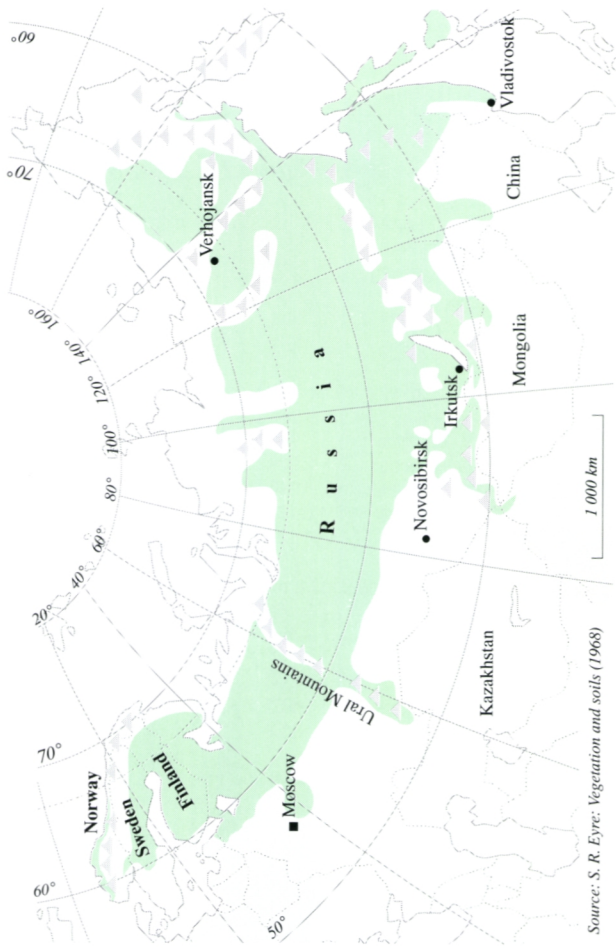 60°
70°
20°
40°
60°
80°
100°
120°
140°
160°
70°
60°
Norway
Sweden
Finland
Verhojansk
50°
Moscow
Ural Mountains
Russia
Novosibirsk
Irkutsk
Kazakhstan
Mongolia
China
Vladivostok
1 000 km
Source: S. R. Eyre: Vegetation and soils (1968)